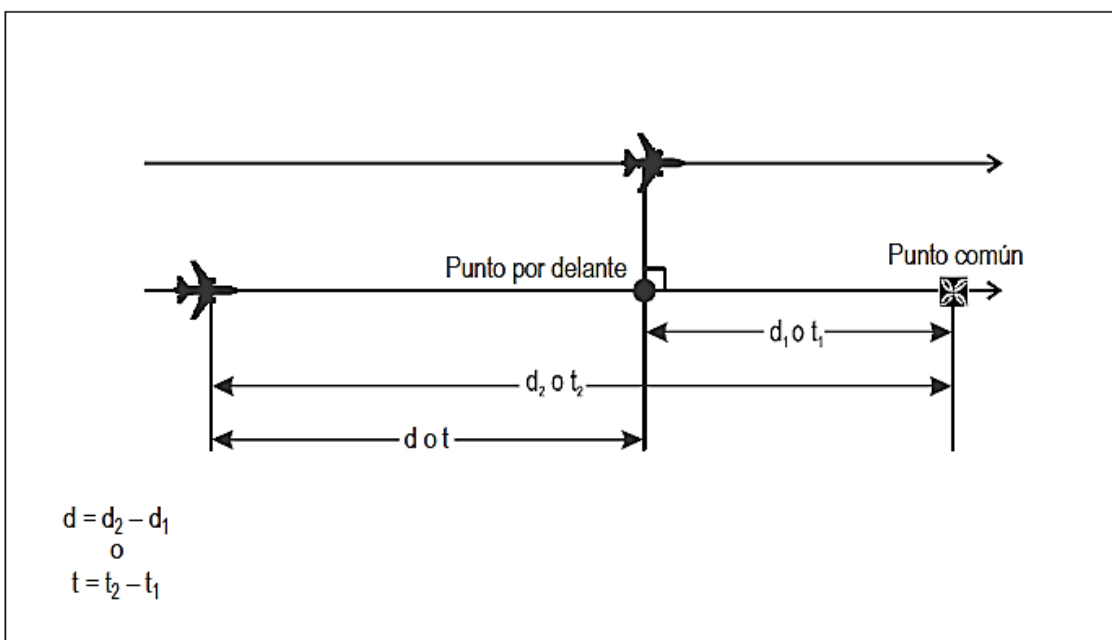 Punto por delante
Punto común
d₁ o t₁
d₂ o t₂
d o t
d = d₂ – d₁
o
t = t₂ – t₁